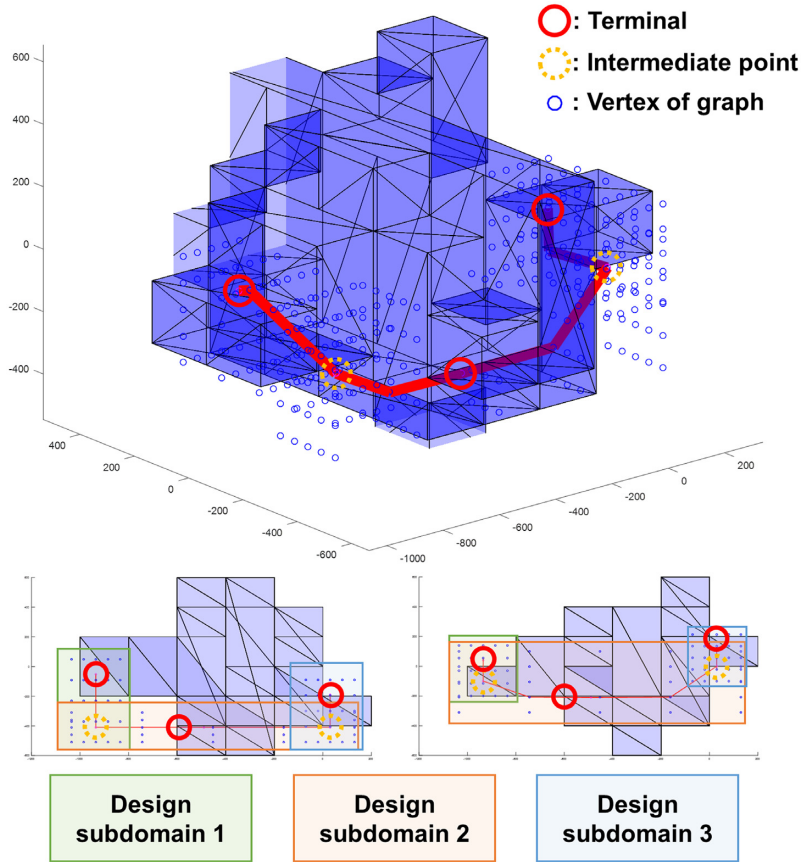 : Terminal
: Intermediate point
: Vertex of graph
600
400
200
0
-200
-400
400
200
0
-200
-400
-600
-1000
-800
-600
-400
-200
0
200
Design
subdomain 1
Design
subdomain 2
Design
subdomain 3